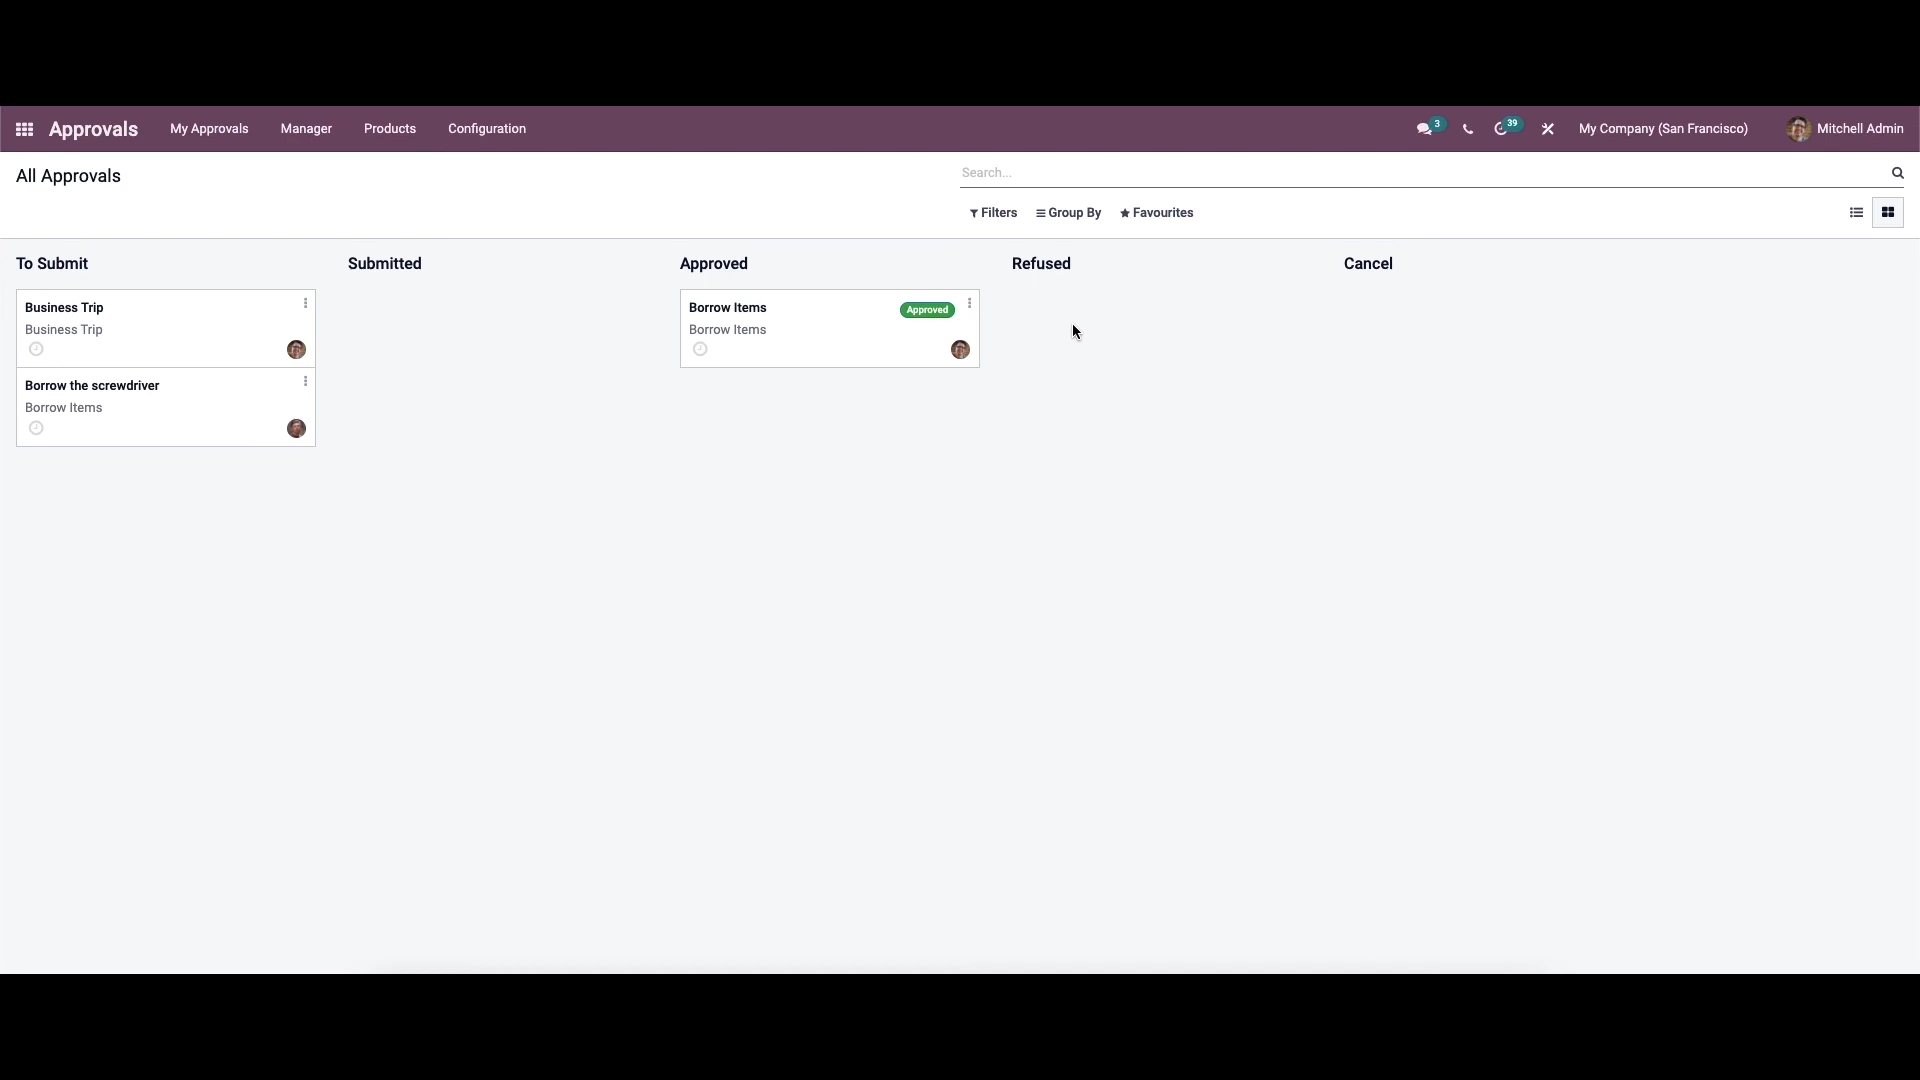 Approvals My Approvals Manager Products Configuration 3 39 My Company (San Francisco) Mitchell Admin
All Approvals Search...
Filters Group By Favourites
To Submit Submitted Approved Refused Cancel
Business Trip Borrow Items Approved
Business Trip Borrow Items
Borrow the screwdriver
Borrow Items